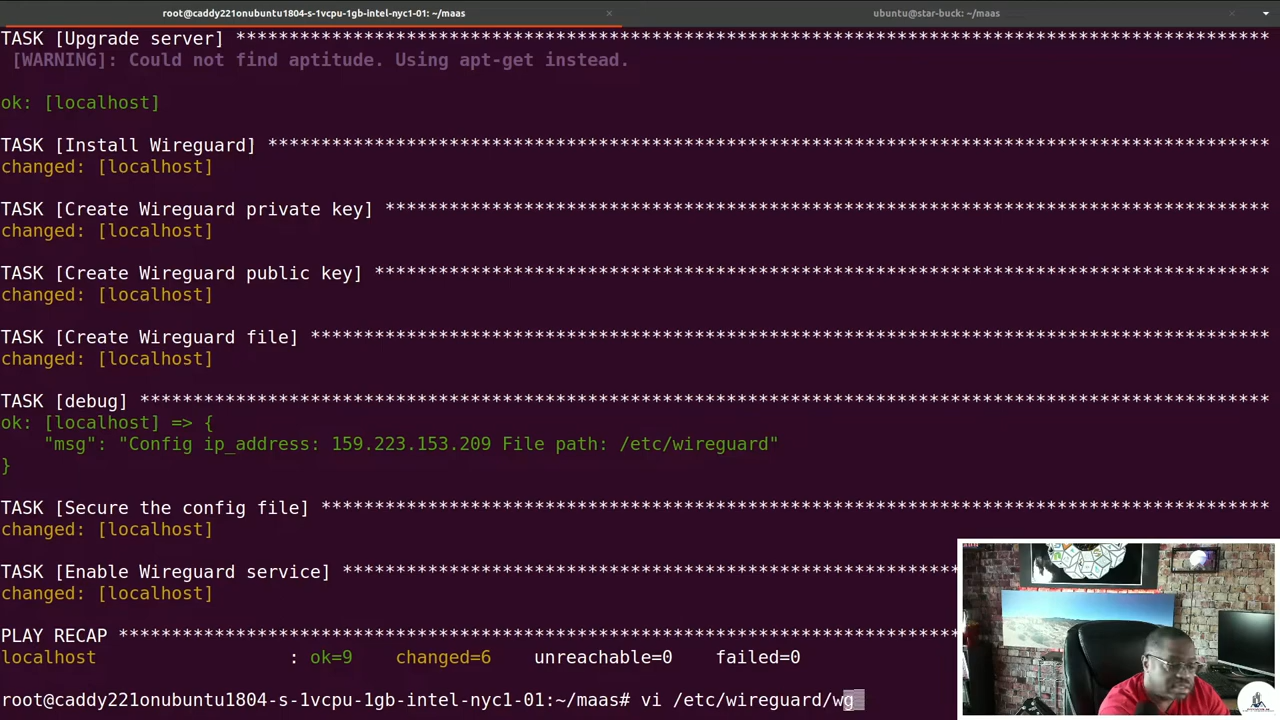 root@caddy221onubuntu1804-s-1vcpu-1gb-intel-nyc1-01: ~/maas
ubuntu@star-buck: ~/maas
TASK [Upgrade server] *************************************************************************************************
[WARNING]: Could not find aptitude. Using apt-get instead.
ok: [localhost]
TASK [Install Wireguard] **********************************************************************************************
changed: [localhost]
TASK [Create Wireguard private key] ***********************************************************************************
changed: [localhost]
TASK [Create Wireguard public key] ************************************************************************************
changed: [localhost]
TASK [Create Wireguard file] ******************************************************************************************
changed: [localhost]
TASK [debug] **********************************************************************************************************
ok: [localhost] => {
"msg": "Config ip_address: 159.223.153.209 File path: /etc/wireguard"
}
TASK [Secure the config file] *****************************************************************************************
changed: [localhost]
TASK [Enable Wireguard service] **********************************************************
changed: [localhost]
PLAY RECAP *******************************************************************************
localhost : ok=9 changed=6 unreachable=0 failed=0
root@caddy221onubuntu1804-s-1vcpu-1gb-intel-nyc1-01:~/maas# vi /etc/wireguard/wg